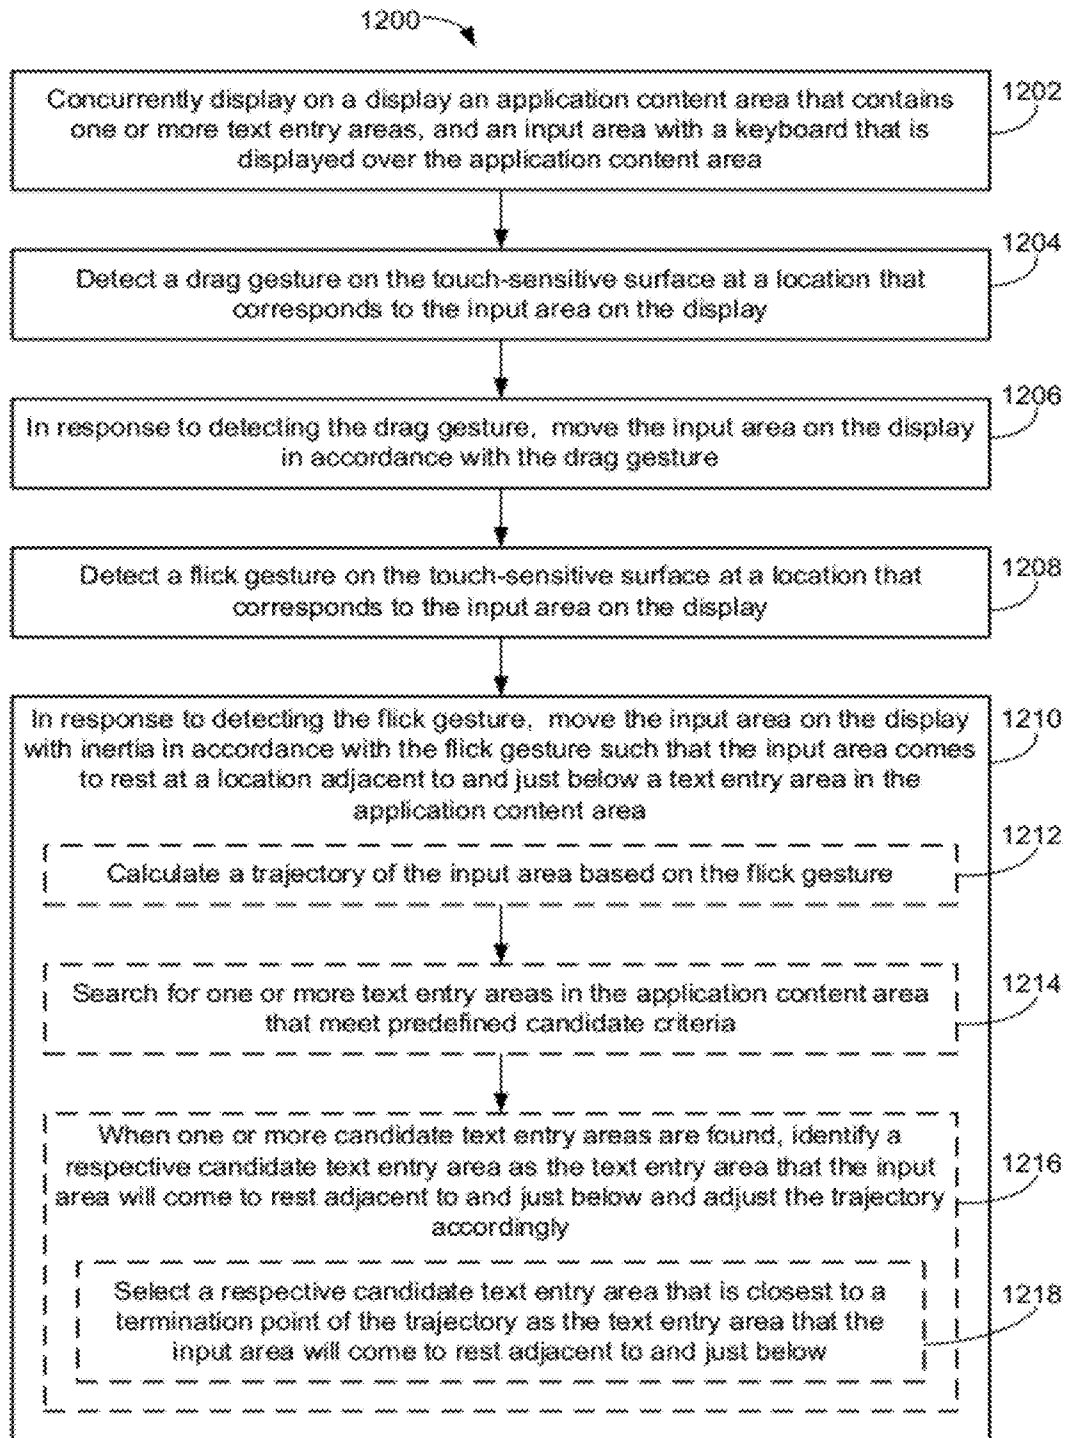 1200
Concurrently display on a display an application content area that contains
one or more text entry areas, and an input area with a keyboard that is
displayed over the application content area
1202
Detect a drag gesture on the touch-sensitive surface at a location that
corresponds to the input area on the display
1204
In response to detecting the drag gesture, move the input area on the display
in accordance with the drag gesture
1206
Detect a flick gesture on the touch-sensitive surface at a location that
corresponds to the input area on the display
1208
In response to detecting the flick gesture, move the input area on the display
with inertia in accordance with the flick gesture such that the input area comes
to rest at a location adjacent to and just below a text entry area in the
application content area
1210
Calculate a trajectory of the input area based on the flick gesture
1212
Search for one or more text entry areas in the application content area
that meet predefined candidate criteria
1214
When one or more candidate text entry areas are found, identify a
respective candidate text entry area as the text entry area that the input
area will come to rest adjacent to and just below and adjust the trajectory
accordingly
1216
Select a respective candidate text entry area that is closest to a
termination point of the trajectory as the text entry area that the
input area will come to rest adjacent to and just below
1218